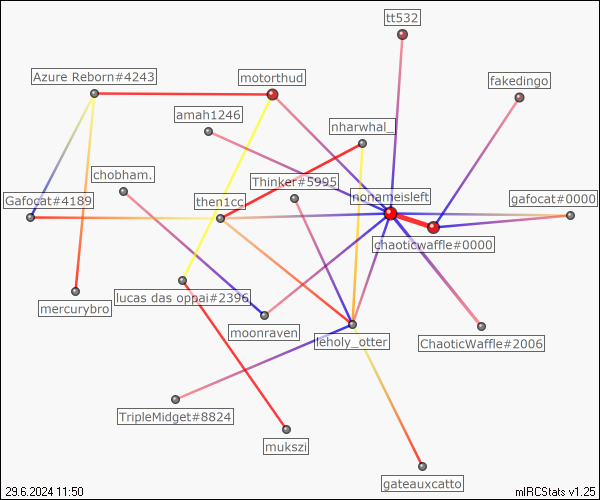 tt532
Azure Reborn#4243
motorthud
fakedingo
amah1246
nharwhal_
chobham.
Thinker#5995
Gafocat#4189
then1cc
nonameisleft
gafocat#0000
chaoticwaffle#0000
mercurybro
lucas das oppai#2396
moonraven
leholy_otter
ChaoticWaffle#2006
TripleMidget#8824
mukszi
gateauxcatto
29.6.2024 11:50
mIRCStats v1.25